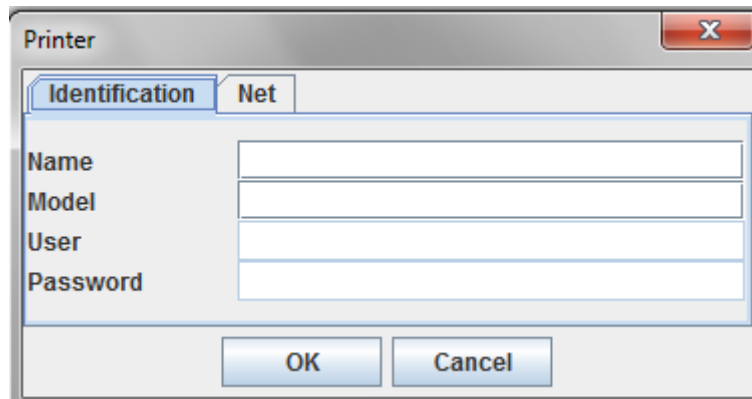 Printer
Identification Net
Name
Model
User
Password
OK Cancel